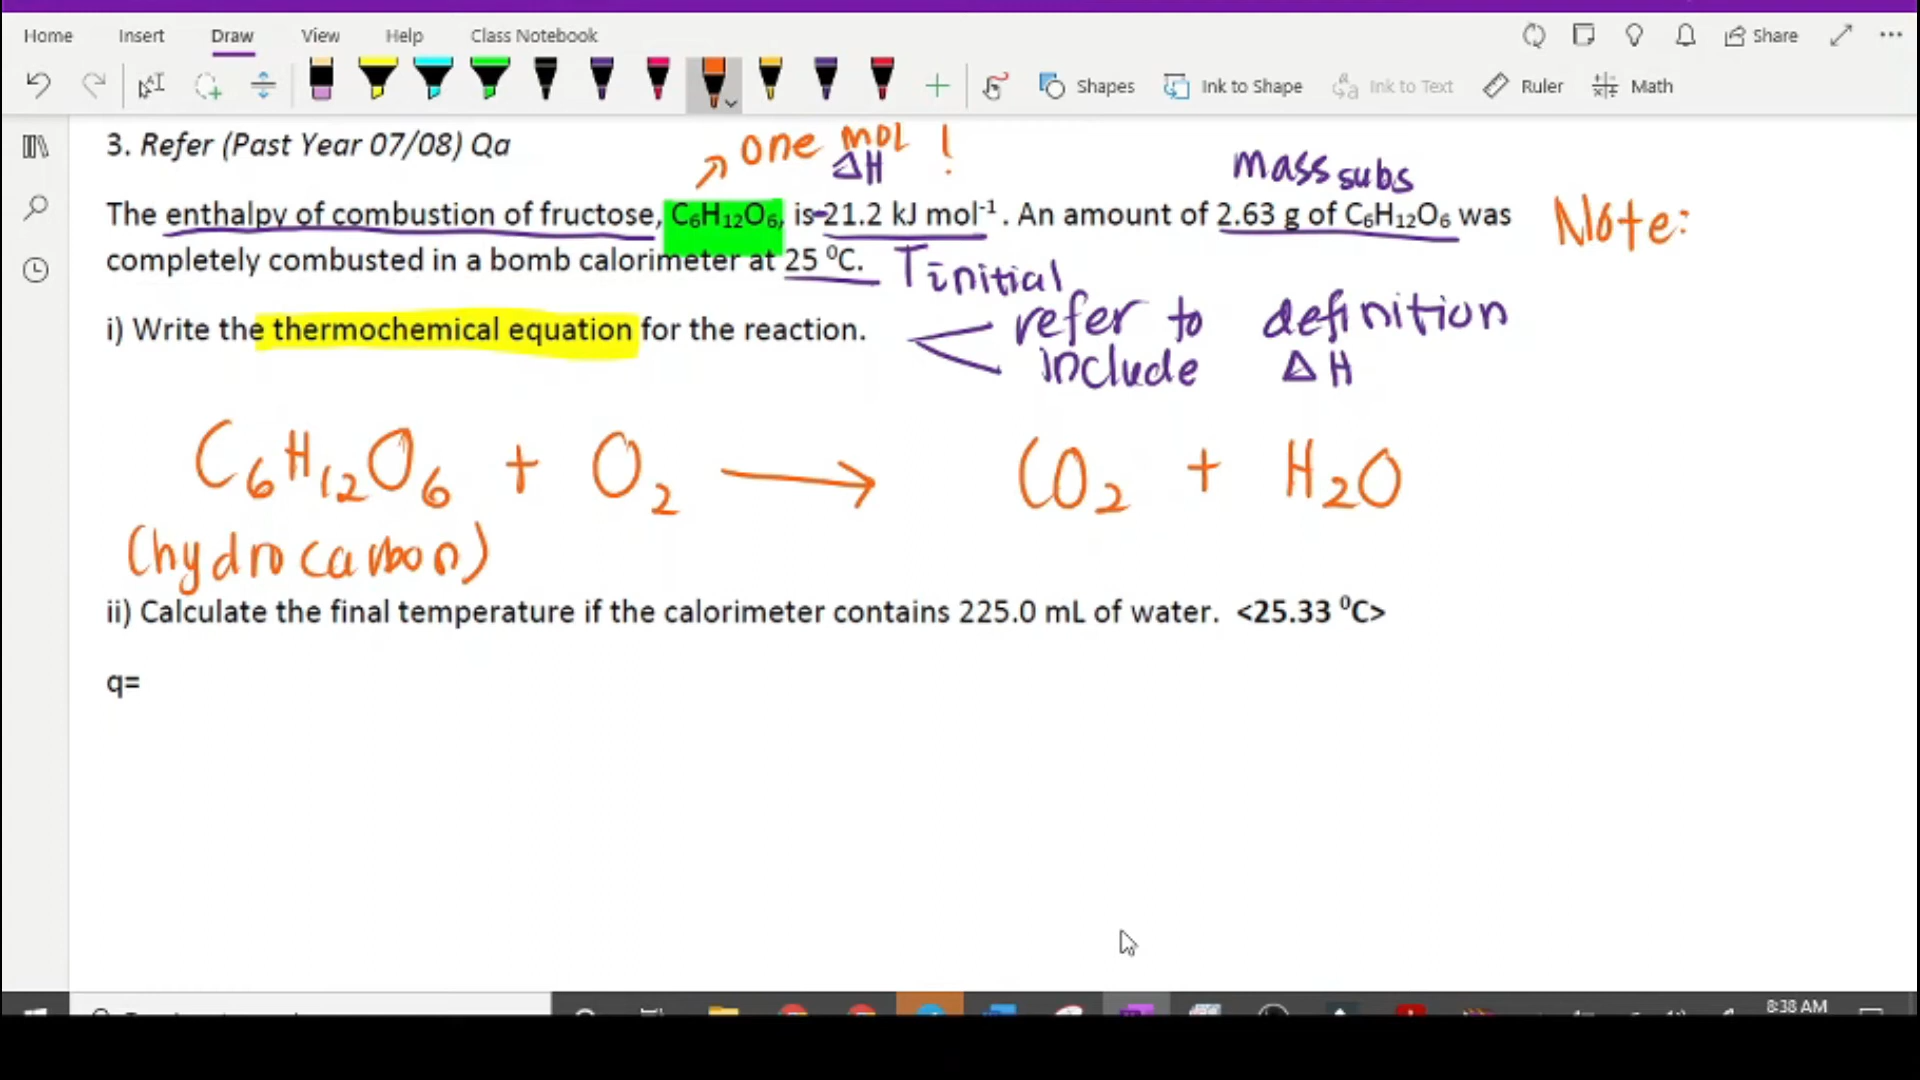 Home Insert Draw View Help Class Notebook Share
Shapes Ink to Shape Ink to Text Ruler Math
3. Refer (Past Year 07/08) Qa
one mol !
ΔH
mass subs
The enthalpy of combustion of fructose, C₆H₁₂O₆, is -21.2 kJ mol⁻¹ . An amount of 2.63 g of C₆H₁₂O₆ was
Note:
completely combusted in a bomb calorimeter at 25 ⁰C.
Tinitial
i) Write the thermochemical equation for the reaction.
refer to definition
include ΔH
C₆H₁₂O₆ + O₂ → CO₂ + H₂O
(hydrocarbon)
ii) Calculate the final temperature if the calorimeter contains 225.0 mL of water. <25.33 ⁰C>
q=
8:38 AM